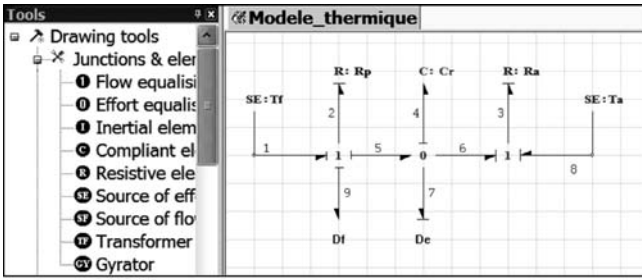 Tools
Modele_thermique
Drawing tools
Junctions & eler
Flow equalisi
Effort equalis
Inertial elem
Compliant el
Resistive ele
Source of eff
Source of flo
Transformer
Gyrator
R: Rp C: Cr R: Ra
SE:Tf SE:Ta
2 4 3
1 1 5 0 6 1 8
9 7
Df De